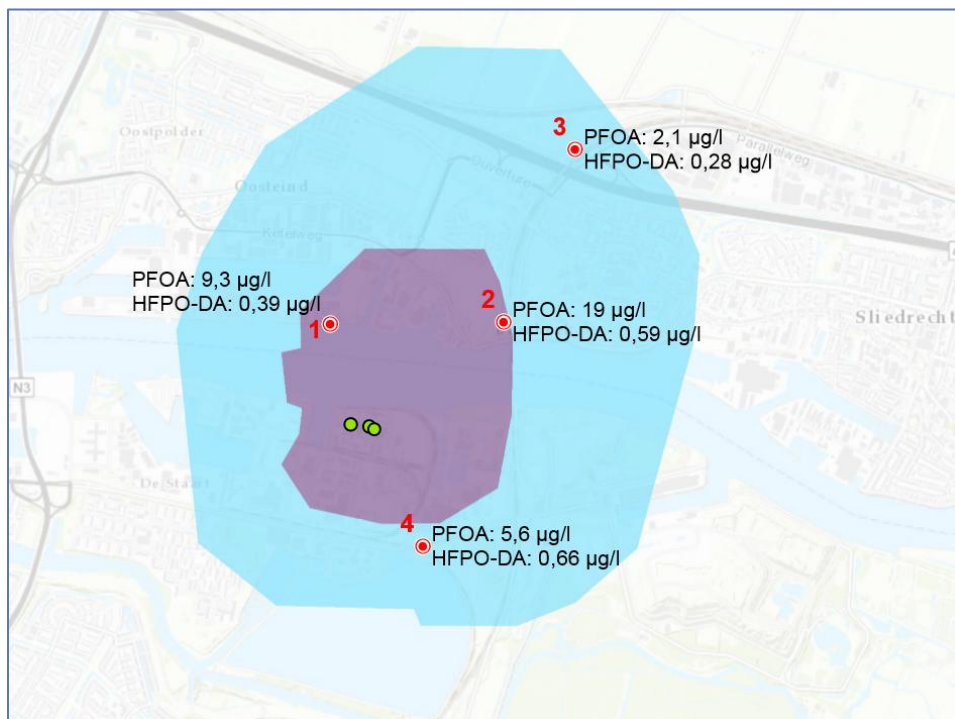 3
PFOA: 2,1 µg/l
HFPO-DA: 0,28 µg/l
Parallelweg
Oostpolder
Oosteind
Ketelweg
PFOA: 9,3 µg/l
HFPO-DA: 0,39 µg/l
1
2
PFOA: 19 µg/l
HFPO-DA: 0,59 µg/l
Sliedrecht
N3
De Staart
4
PFOA: 5,6 µg/l
HFPO-DA: 0,66 µg/l